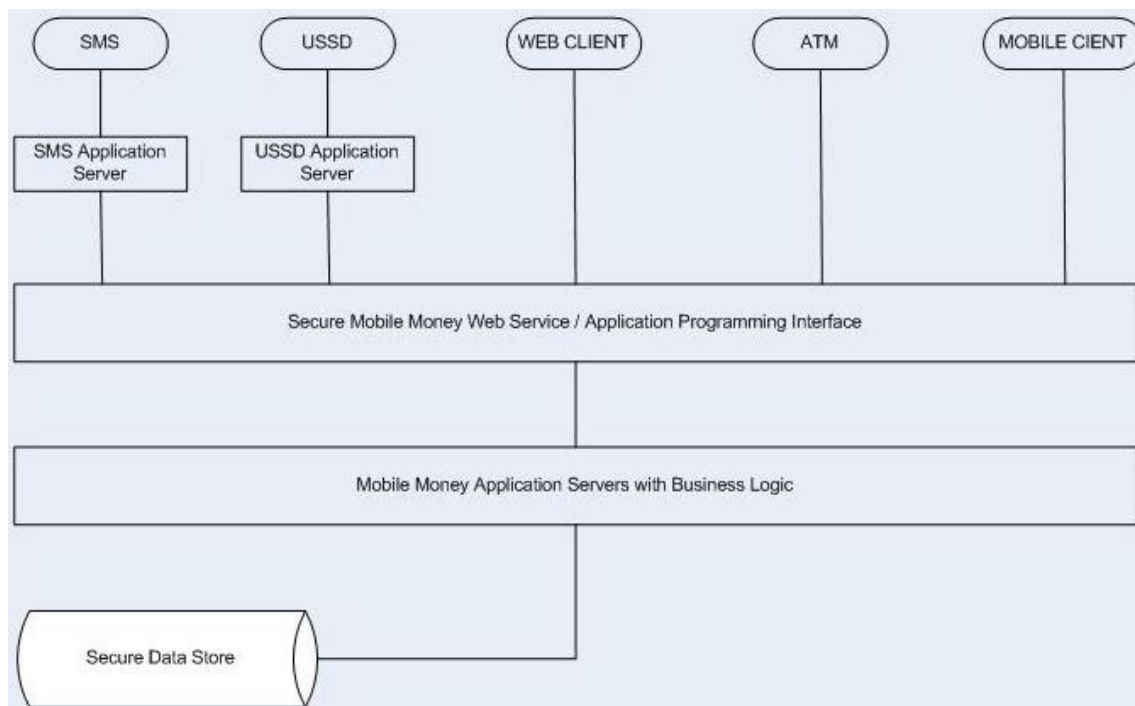 SMS
USSD
WEB CLIENT
ATM
MOBILE CIENT
SMS Application
Server
USSD Application
Server
Secure Mobile Money Web Service / Application Programming Interface
Mobile Money Application Servers with Business Logic
Secure Data Store